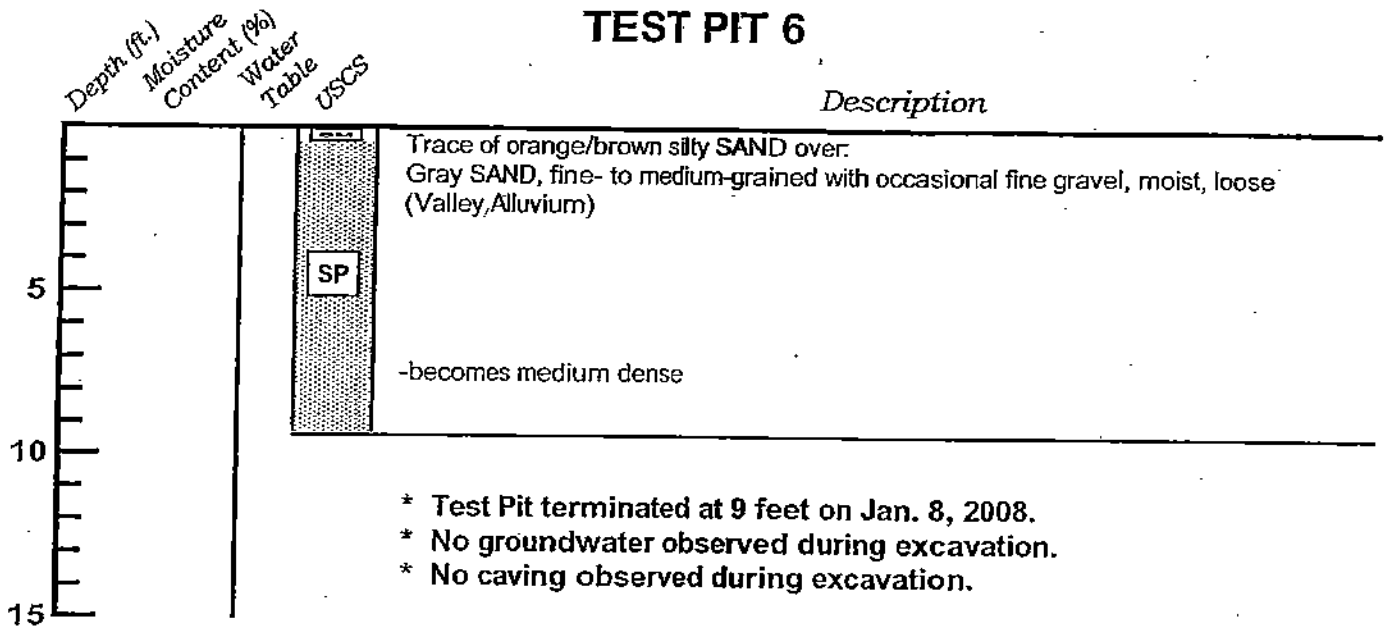 TEST PIT 6
Depth (ft.)
Moisture
Content (%)
Water
Table
USCS
Description
Trace of orange/brown silty SAND over:
Gray SAND, fine- to medium-grained with occasional fine gravel, moist, loose
(Valley Alluvium)
5
SP
-becomes medium dense
10
* Test Pit terminated at 9 feet on Jan. 8, 2008.
* No groundwater observed during excavation.
* No caving observed during excavation.
15